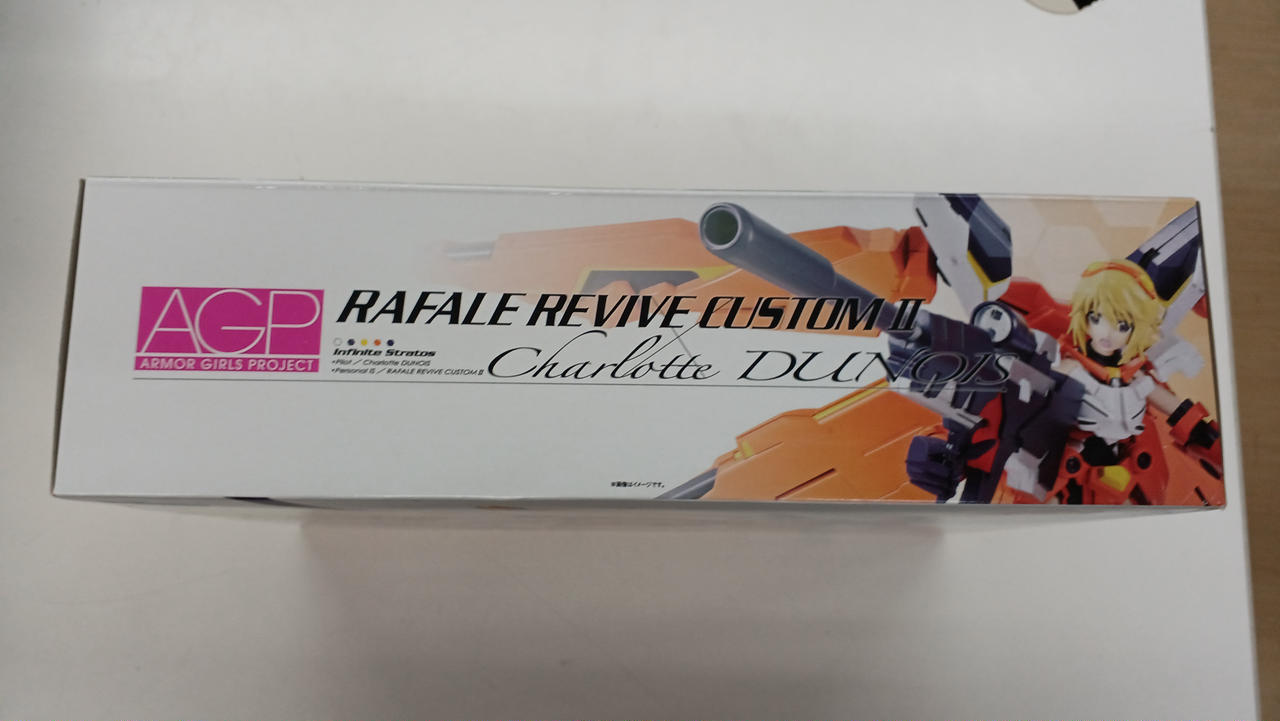 AGP
ARMOR GIRLS PROJECT
RAFALE REVIVE CUSTOM II
Infinite Stratos
•Pilot / Charlotte DUNOIS
•Personal IS / RAFALE REVIVE CUSTOM II
Charlotte DUNOIS
※画像はイメージです。